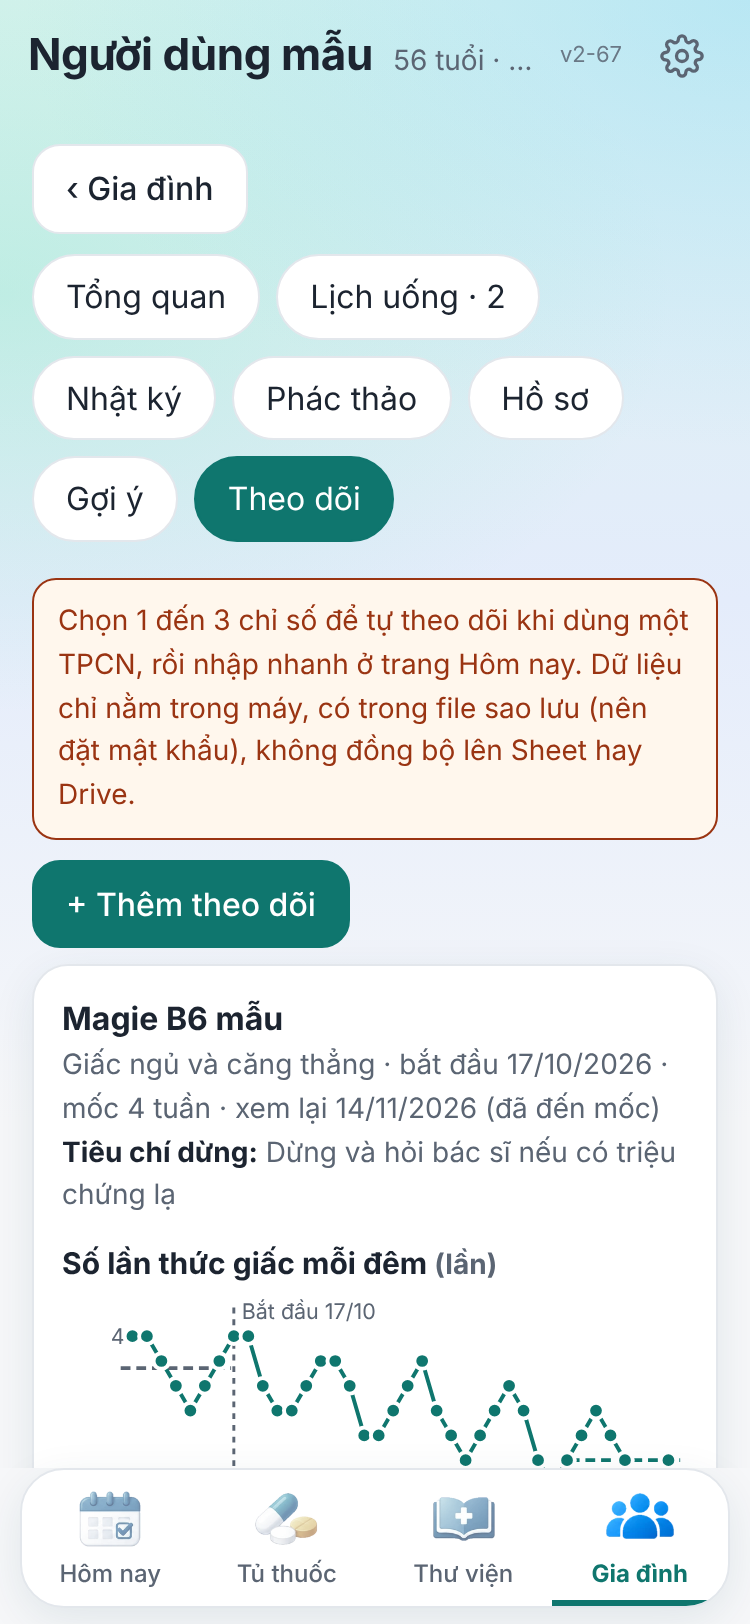 Người dùng mẫu 56 tuổi · ... v2-67
‹ Gia đình
Tổng quan Lịch uống · 2
Nhật ký Phác thảo Hồ sơ
Gợi ý Theo dõi
Chọn 1 đến 3 chỉ số để tự theo dõi khi dùng một
TPCN, rồi nhập nhanh ở trang Hôm nay. Dữ liệu
chỉ nằm trong máy, có trong file sao lưu (nên
đặt mật khẩu), không đồng bộ lên Sheet hay
Drive.
+ Thêm theo dõi
Magie B6 mẫu
Giấc ngủ và căng thẳng · bắt đầu 17/10/2026 ·
mốc 4 tuần · xem lại 14/11/2026 (đã đến mốc)
Tiêu chí dừng: Dừng và hỏi bác sĩ nếu có triệu
chứng lạ
Số lần thức giấc mỗi đêm (lần)
Bắt đầu 17/10
4
Hôm nay Tủ thuốc Thư viện Gia đình